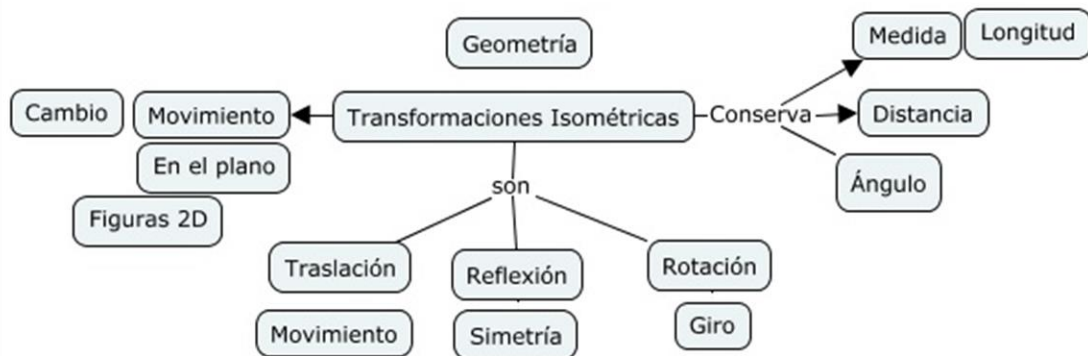 Geometría
Medida
Longitud
Cambio
Movimiento
Transformaciones Isométricas
Conserva
Distancia
En el plano
Ángulo
Figuras 2D
son
Traslación
Reflexión
Rotación
Movimiento
Simetría
Giro